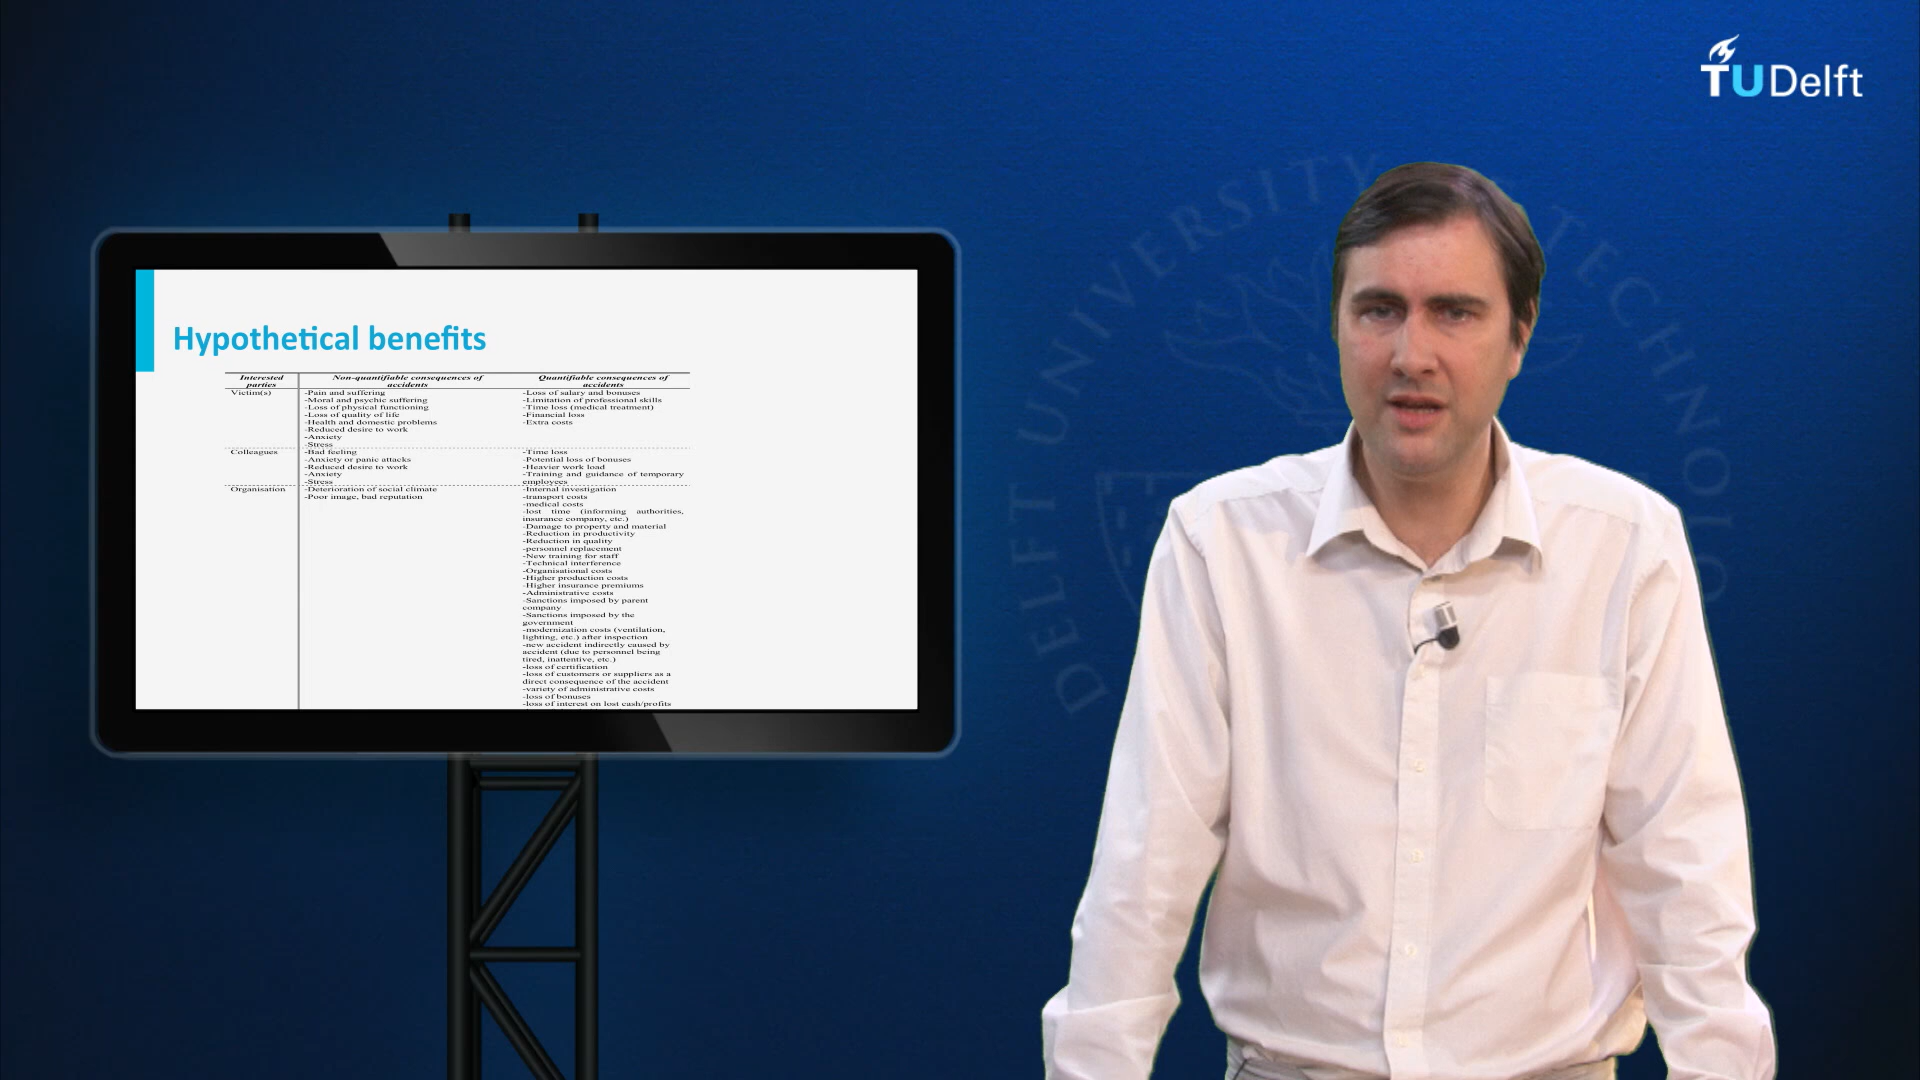 TUDelft
DELFT UNIVERSITY TECHNOLO
Hypothetical benefits
Interested parties
Non-quantifiable consequences of accidents
Quantifiable consequences of accidents
Victim(s)
-Pain and suffering
-Moral and psychic suffering
-Loss of physical functioning
-Loss of quality of life
-Health and domestic problems
-Reduced desire to work
-Anxiety
-Stress
-Loss of salary and bonuses
-Limitation of professional skills
-Time loss (medical treatment)
-Financial loss
-Extra costs
Colleagues
-Bad feeling
-Anxiety or panic attacks
-Reduced desire to work
-Anxiety
-Stress
-Time loss
-Potential loss of bonuses
-Heavier work load
-Training and guidance of temporary
employees
Organisation
-Deterioration of social climate
-Poor image, bad reputation
-Internal investigation
-transport costs
-medical costs
-lost time (informing authorities,
insurance company, etc.)
-Damage to property and material
-Reduction in productivity
-Reduction in quality
-personnel replacement
-New training for staff
-Technical interference
-Organisational costs
-Higher production costs
-Higher insurance premiums
-Administrative costs
-Sanctions imposed by parent
company
-Sanctions imposed by the
government
-modernization costs (ventilation,
lighting, etc.) after inspection
-new accident indirectly caused by
accident (due to personnel being
tired, inattentive, etc.)
-loss of certification
-loss of customers or suppliers as a
direct consequence of the accident
-variety of administrative costs
-loss of bonuses
-loss of interest on lost cash/profits